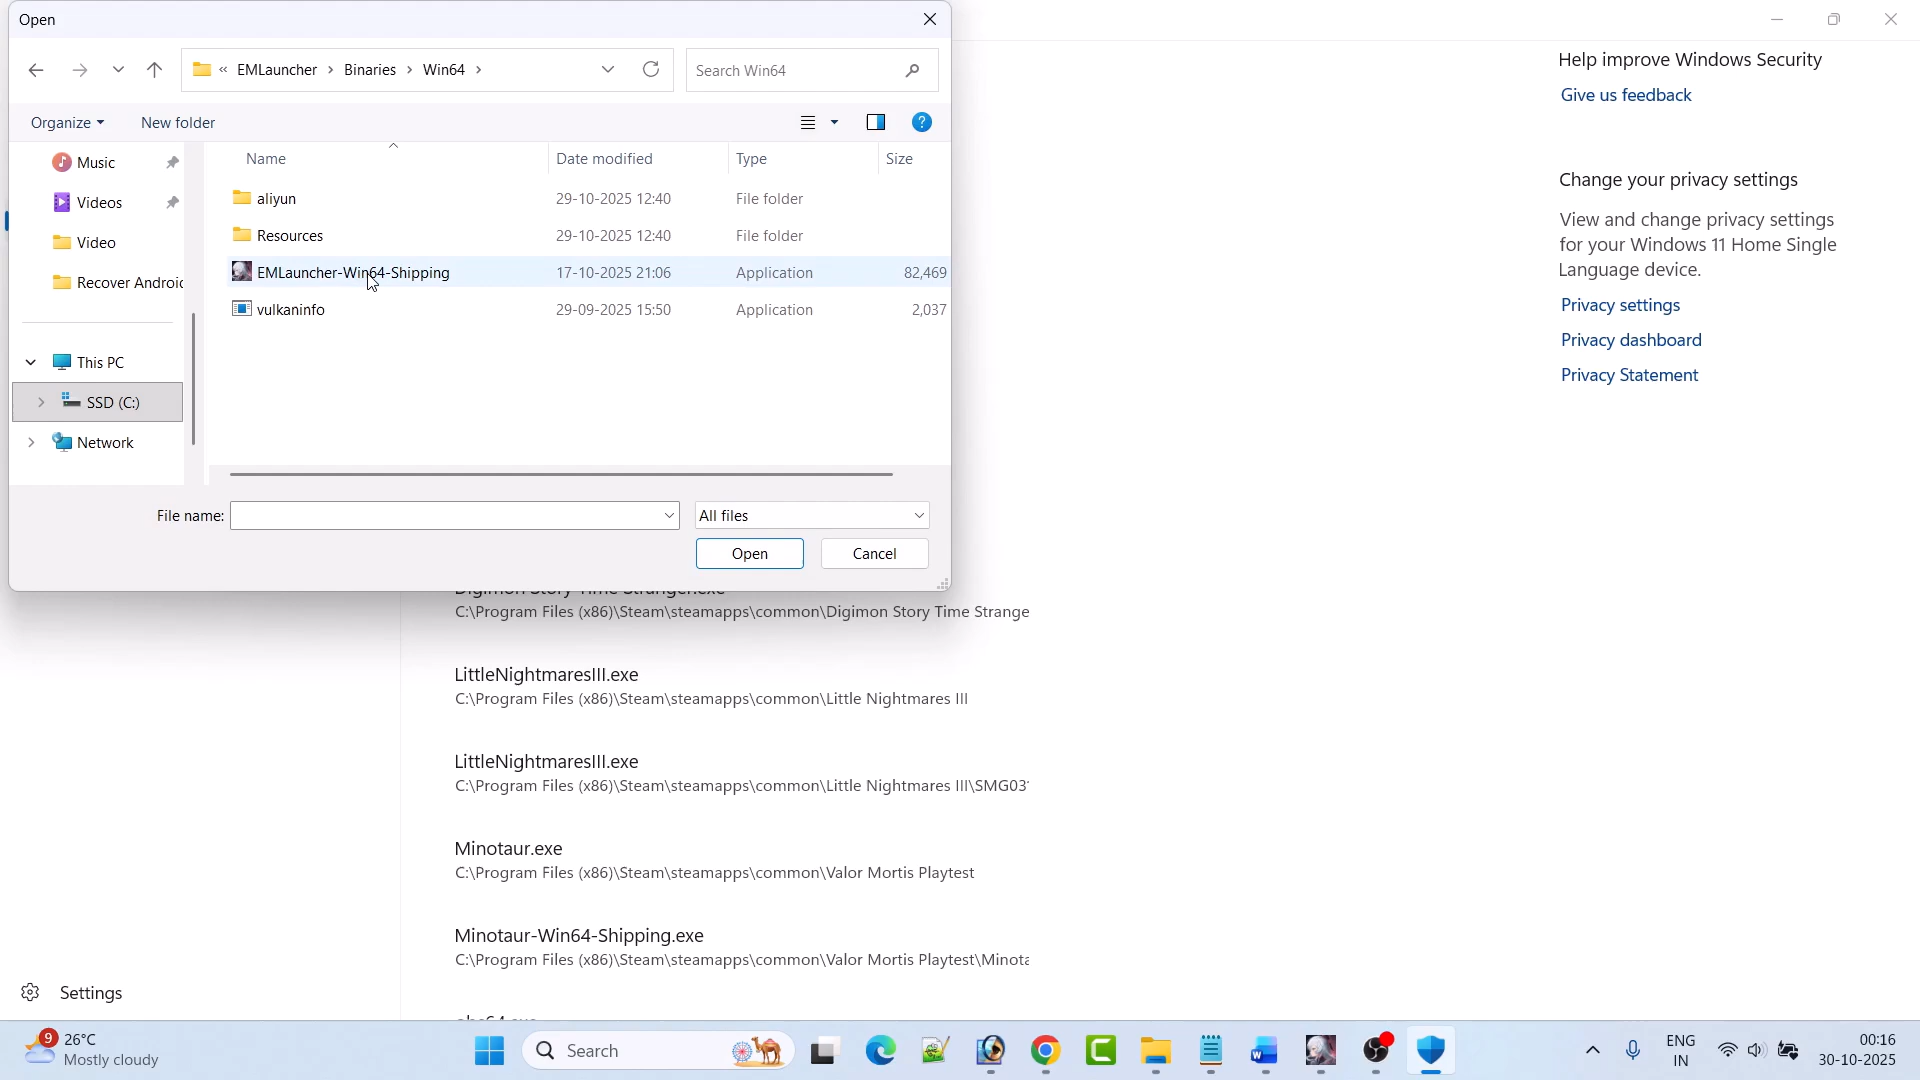 Open
« EMLauncher › Binaries › Win64 ›
Search Win64
Organize
New folder
Name
Date modified
Type
Size
Music
Videos
Video
Recover Androi
This PC
SSD (C:)
Network
aliyun 29-10-2025 12:40 File folder
Resources 29-10-2025 12:40 File folder
EMLauncher-Win64-Shipping 17-10-2025 21:06 Application 82,469
vulkaninfo 29-09-2025 15:50 Application 2,037
File name:
All files
Open
Cancel
Help improve Windows Security
Give us feedback
Change your privacy settings
View and change privacy settings
for your Windows 11 Home Single
Language device.
Privacy settings
Privacy dashboard
Privacy Statement
Digimon Story Time Stranger.exe
C:\Program Files (x86)\Steam\steamapps\common\Digimon Story Time Strange
LittleNightmaresIII.exe
C:\Program Files (x86)\Steam\steamapps\common\Little Nightmares III
LittleNightmaresIII.exe
C:\Program Files (x86)\Steam\steamapps\common\Little Nightmares III\SMG03
Minotaur.exe
C:\Program Files (x86)\Steam\steamapps\common\Valor Mortis Playtest
Minotaur-Win64-Shipping.exe
C:\Program Files (x86)\Steam\steamapps\common\Valor Mortis Playtest\Minota
Settings
9
26°C
Mostly cloudy
Search
ENG
IN
00:16
30-10-2025